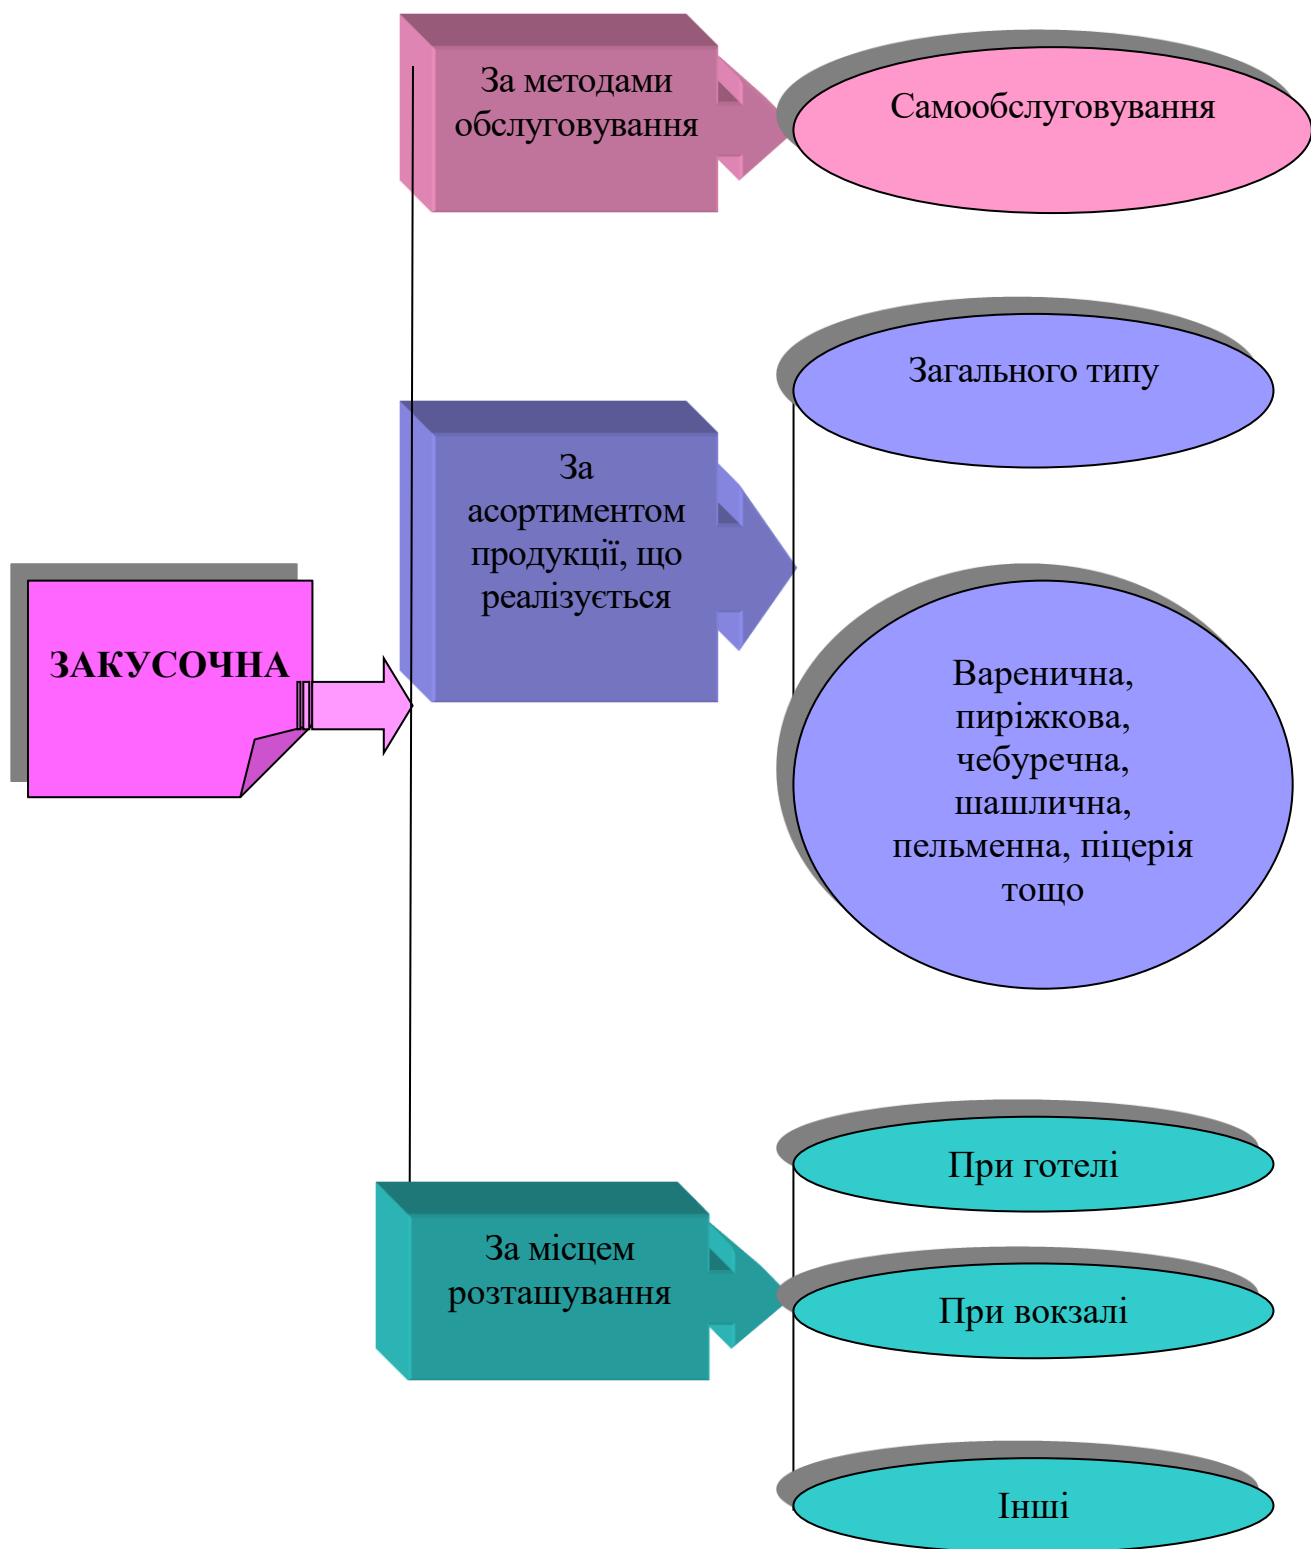 За методами
обслуговування
Самообслуговування
Загального типу
За
асортиментом
продукції, що
реалізується
ЗАКУСОЧНА
Варенична,
пиріжкова,
чебуречна,
шашлична,
пельменна, піцерія
тощо
При готелі
За місцем
розташування
При вокзалі
Інші